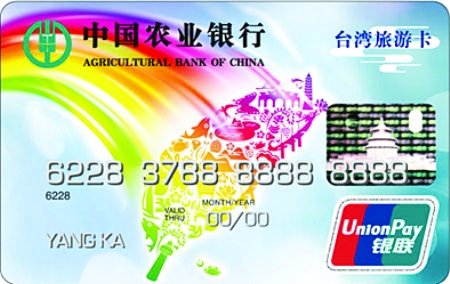 中国农业银行
AGRICULTURAL BANK OF CHINA
台湾旅游卡
6228 3788 8888 8888
6228
MONTH/YEAR
VALID THRU
00/00
YANG KA
UnionPay
银联